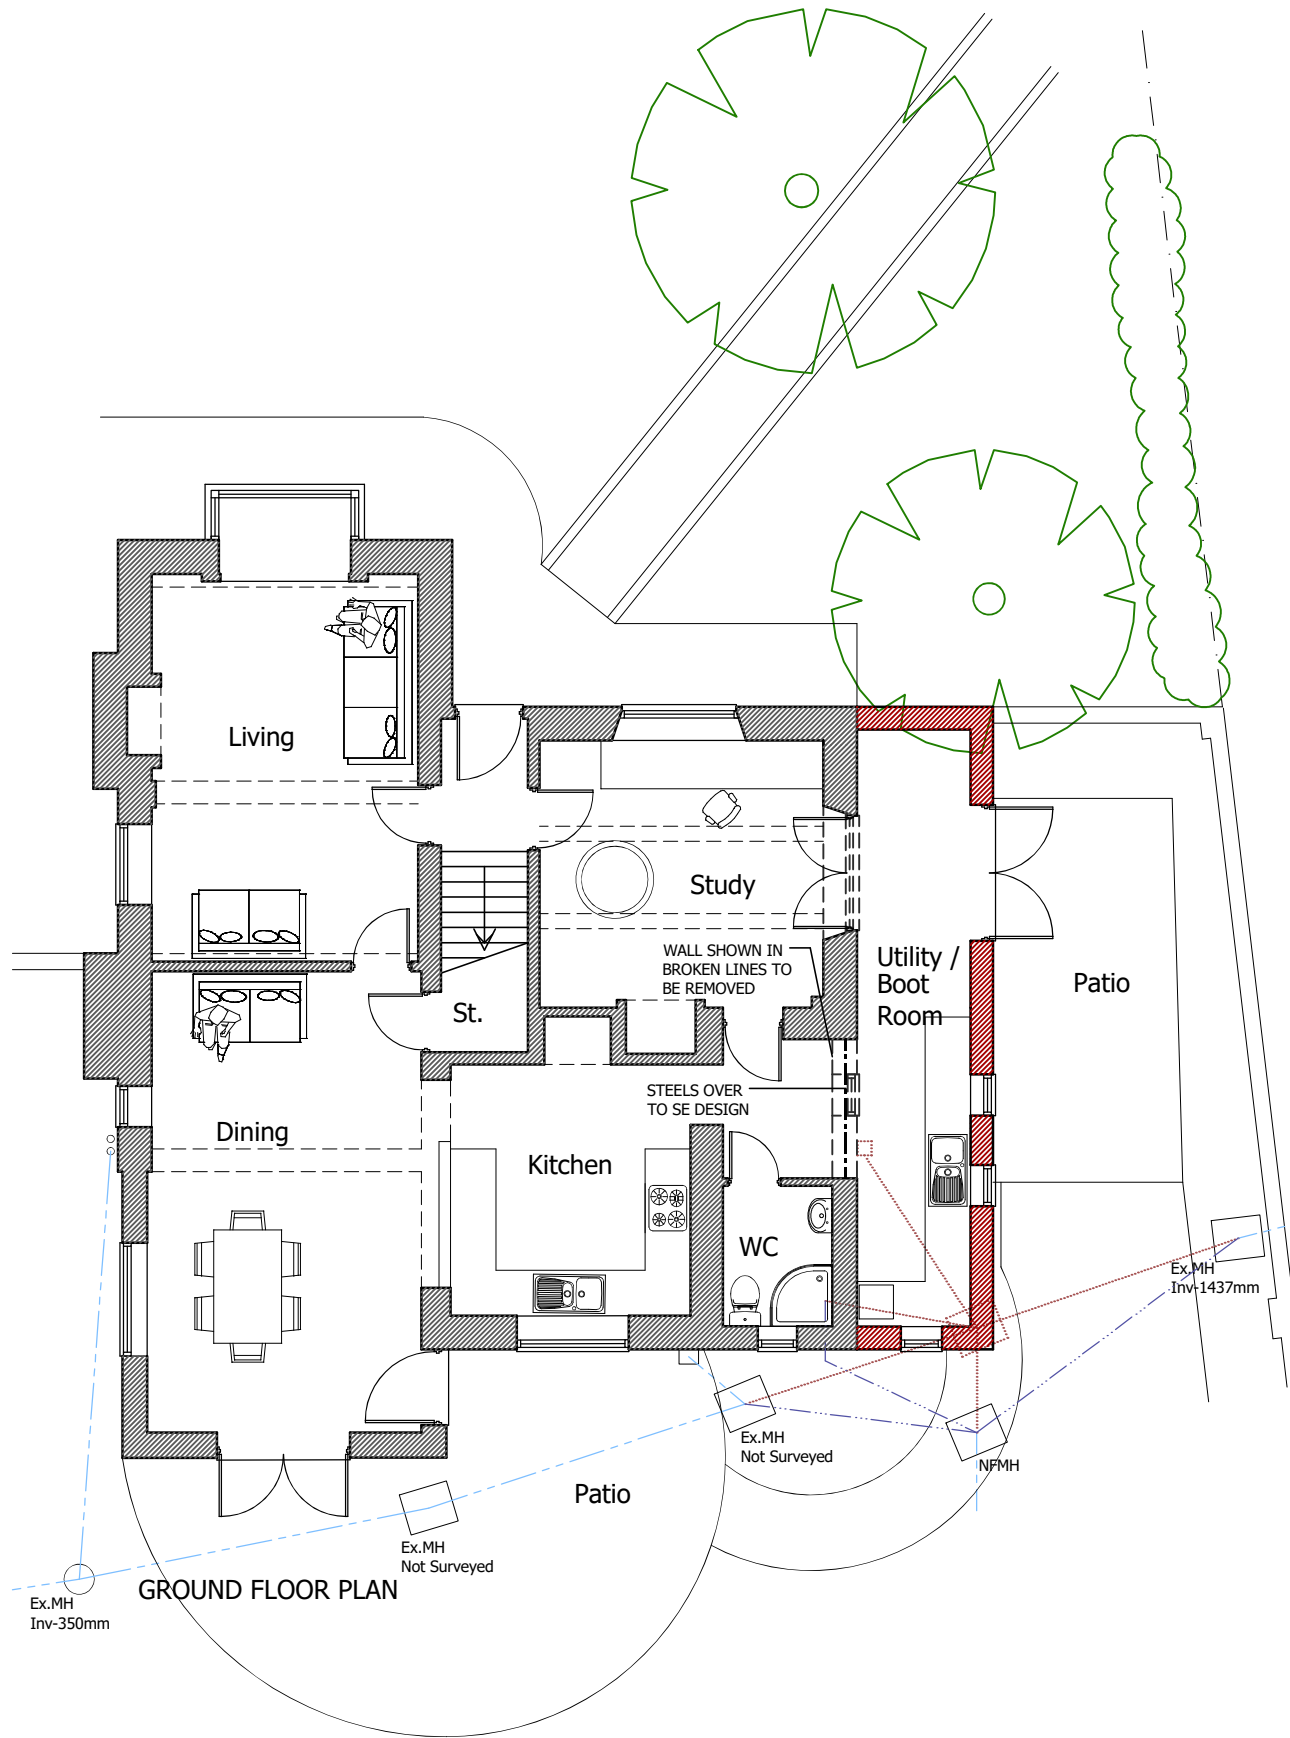 Living
Study
WALL SHOWN IN
BROKEN LINES TO
BE REMOVED
Utility /
Boot
Room
Patio
St.
STEELS OVER
TO SE DESIGN
Dining
Kitchen
WC
Ex.MH
Inv-1437mm
Ex.MH
Not Surveyed
NFMH
Patio
Ex.MH
Not Surveyed
GROUND FLOOR PLAN
Ex.MH
Inv-350mm